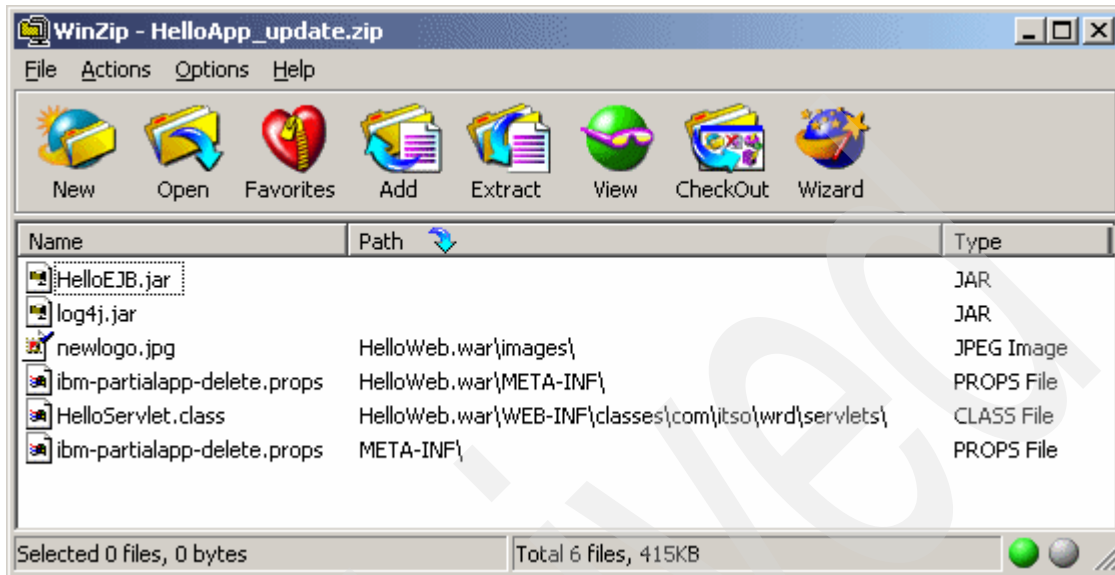 WinZip - HelloApp_update.zip
File Actions Options Help
New Open Favorites Add Extract View CheckOut Wizard
Name Path Type
HelloEJB.jar JAR
log4j.jar JAR
newlogo.jpg HelloWeb.war\images\ JPEG Image
ibm-partialapp-delete.props HelloWeb.war\META-INF\ PROPS File
HelloServlet.class HelloWeb.war\WEB-INF\classes\com\itso\wrd\servlets\ CLASS File
ibm-partialapp-delete.props META-INF\ PROPS File
Selected 0 files, 0 bytes Total 6 files, 415KB